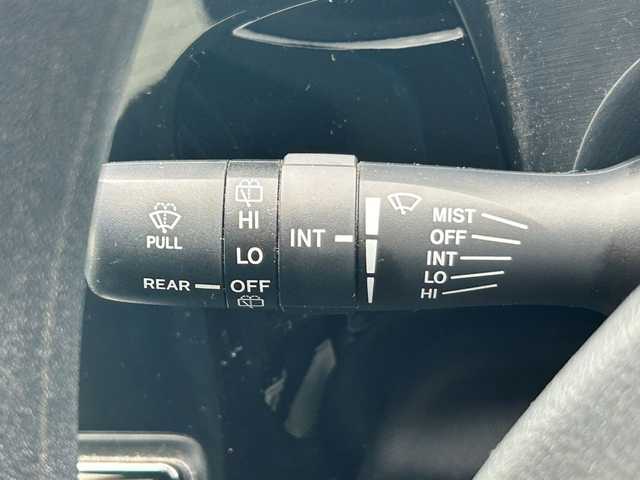 PULL
REAR
HI
LO
OFF
INT
MIST
OFF
INT
LO
HI